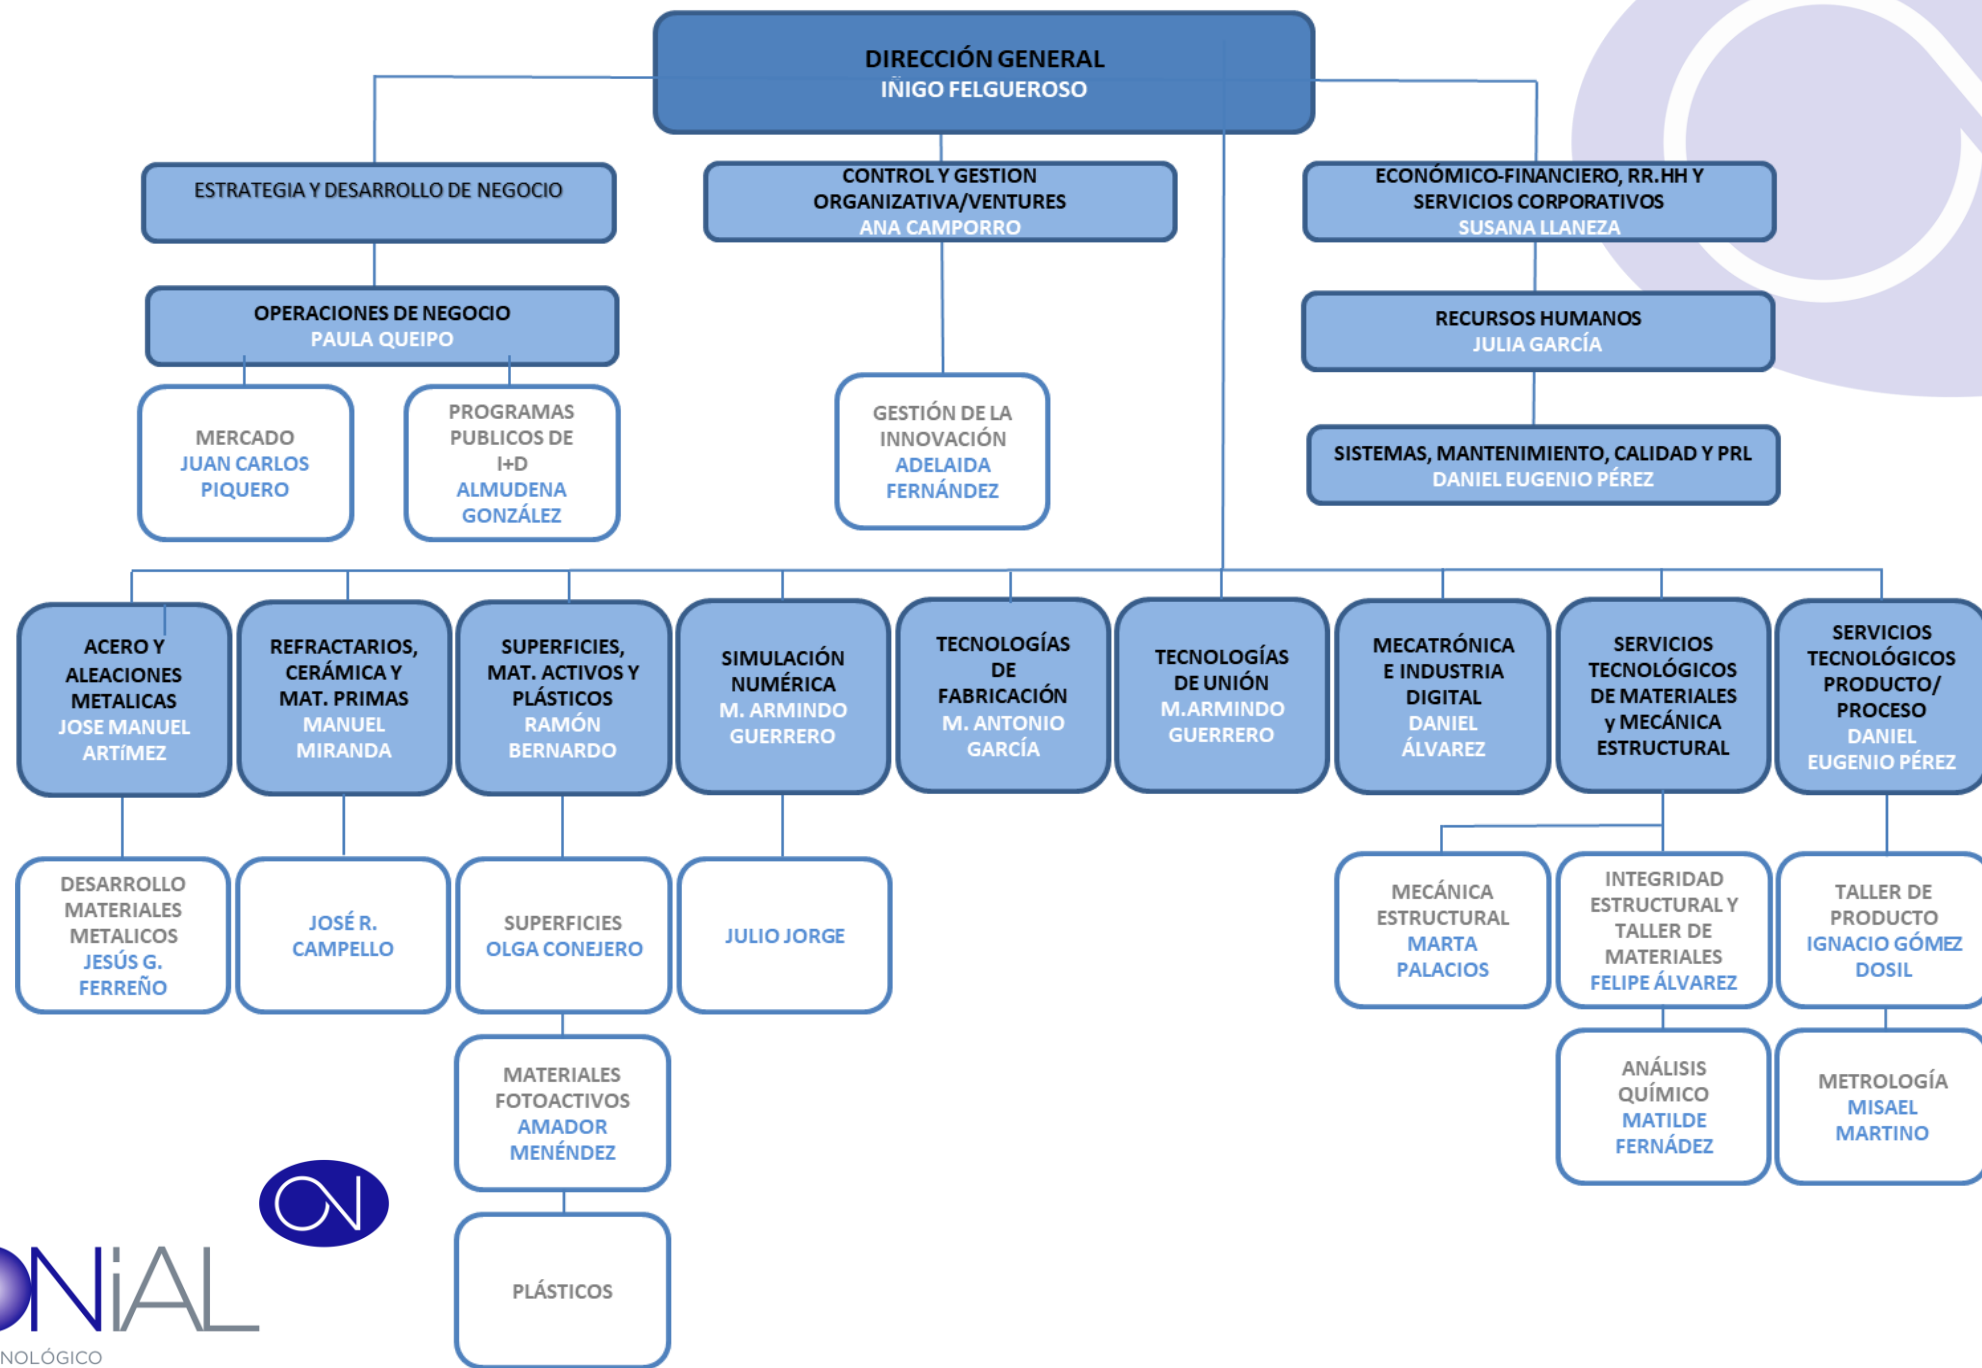 DIRECCIÓN GENERAL
IÑIGO FELGUEROSO
ESTRATEGIA Y DESARROLLO DE NEGOCIO
CONTROL Y GESTION
ORGANIZATIVA/VENTURES
ANA CAMPORRO
ECONÓMICO-FINANCIERO, RR.HH Y
SERVICIOS CORPORATIVOS
SUSANA LLANEZA
OPERACIONES DE NEGOCIO
PAULA QUEIPO
RECURSOS HUMANOS
JULIA GARCÍA
MERCADO
JUAN CARLOS
PIQUERO
PROGRAMAS
PUBLICOS DE
I+D
ALMUDENA
GONZÁLEZ
GESTIÓN DE LA
INNOVACIÓN
ADELAIDA
FERNÁNDEZ
SISTEMAS, MANTENIMIENTO, CALIDAD Y PRL
DANIEL EUGENIO PÉREZ
ACERO Y
ALEACIONES
METALICAS
JOSE MANUEL
ARTíMEZ
REFRACTARIOS,
CERÁMICA Y
MAT. PRIMAS
MANUEL
MIRANDA
SUPERFICIES,
MAT. ACTIVOS Y
PLÁSTICOS
RAMÓN
BERNARDO
SIMULACIÓN
NUMÉRICA
M. ARMINDO
GUERRERO
TECNOLOGÍAS
DE
FABRICACIÓN
M. ANTONIO
GARCÍA
TECNOLOGÍAS
DE UNIÓN
M.ARMINDO
GUERRERO
MECATRÓNICA
E INDUSTRIA
DIGITAL
DANIEL
ÁLVAREZ
SERVICIOS
TECNOLÓGICOS
DE MATERIALES
y MECÁNICA
ESTRUCTURAL
SERVICIOS
TECNOLÓGICOS
PRODUCTO/
PROCESO
DANIEL
EUGENIO PÉREZ
DESARROLLO
MATERIALES
METALICOS
JESÚS G.
FERREÑO
JOSÉ R.
CAMPELLO
SUPERFICIES
OLGA CONEJERO
JULIO JORGE
MECÁNICA
ESTRUCTURAL
MARTA
PALACIOS
INTEGRIDAD
ESTRUCTURAL Y
TALLER DE
MATERIALES
FELIPE ÁLVAREZ
TALLER DE
PRODUCTO
IGNACIO GÓMEZ
DOSIL
MATERIALES
FOTOACTIVOS
AMADOR
MENÉNDEZ
ANÁLISIS
QUÍMICO
MATILDE
FERNÁDEZ
METROLOGÍA
MISAEL
MARTINO
PLÁSTICOS
ONiAL
NOLÓGICO